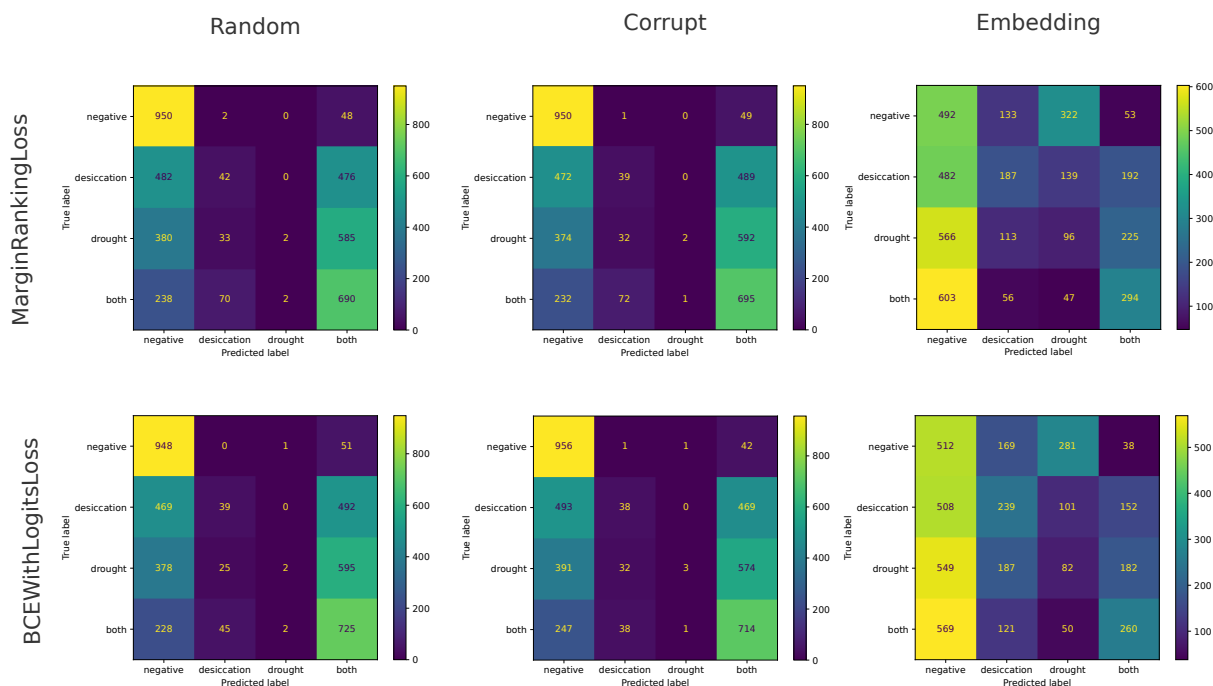 Random Corrupt Embedding
MarginRankingLoss
True label
negative 950 2 0 48
desiccation 482 42 0 476
drought 380 33 2 585
both 238 70 2 690
negative desiccation drought both
Predicted label
800
600
400
200
0
True label
negative 950 1 0 49
desiccation 472 39 0 489
drought 374 32 2 592
both 232 72 1 695
negative desiccation drought both
Predicted label
800
600
400
200
0
True label
negative 492 133 322 53
desiccation 482 187 139 192
drought 566 113 96 225
both 603 56 47 294
negative desiccation drought both
Predicted label
600
500
400
300
200
100
BCEWithLogitsLoss
True label
negative 948 0 1 51
desiccation 469 39 0 492
drought 378 25 2 595
both 228 45 2 725
negative desiccation drought both
Predicted label
800
600
400
200
0
True label
negative 956 1 1 42
desiccation 493 38 0 469
drought 391 32 3 574
both 247 38 1 714
negative desiccation drought both
Predicted label
800
600
400
200
0
True label
negative 512 169 281 38
desiccation 508 239 101 152
drought 549 187 82 182
both 569 121 50 260
negative desiccation drought both
Predicted label
500
400
300
200
100